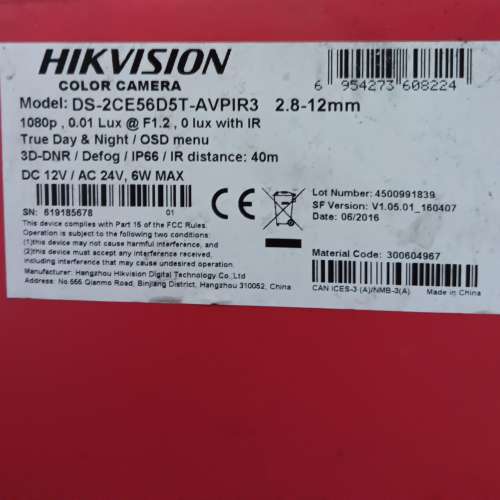 HIKVISION
COLOR CAMERA
6 954273 608224
Model: DS-2CE56D5T-AVPIR3 2.8-12mm
1080p , 0.01 Lux @ F1.2 , 0 lux with IR
True Day & Night / OSD menu
3D-DNR / Defog / IP66 / IR distance: 40m
DC 12V / AC 24V, 6W MAX
SN: 619185678 01
This device complies with Part 15 of the FCC Rules.
Operation is subject to the following two conditions:
(1)this device may not cause harmful interference, and
(2)this device must accept any interference received,
including interference that may cause undesired operation.
Manufacturer: Hangzhou Hikvision Digital Technology Co.,Ltd
Address: No.555 Qianmo Road, Binjiang District, Hangzhou 310052, China
CE
Lot Number: 4500991839
SF Version: V1.05.01_160407
Date: 06/2016
Material Code: 300604967
CAN ICES-3 (A)/NMB-3(A) Made in China